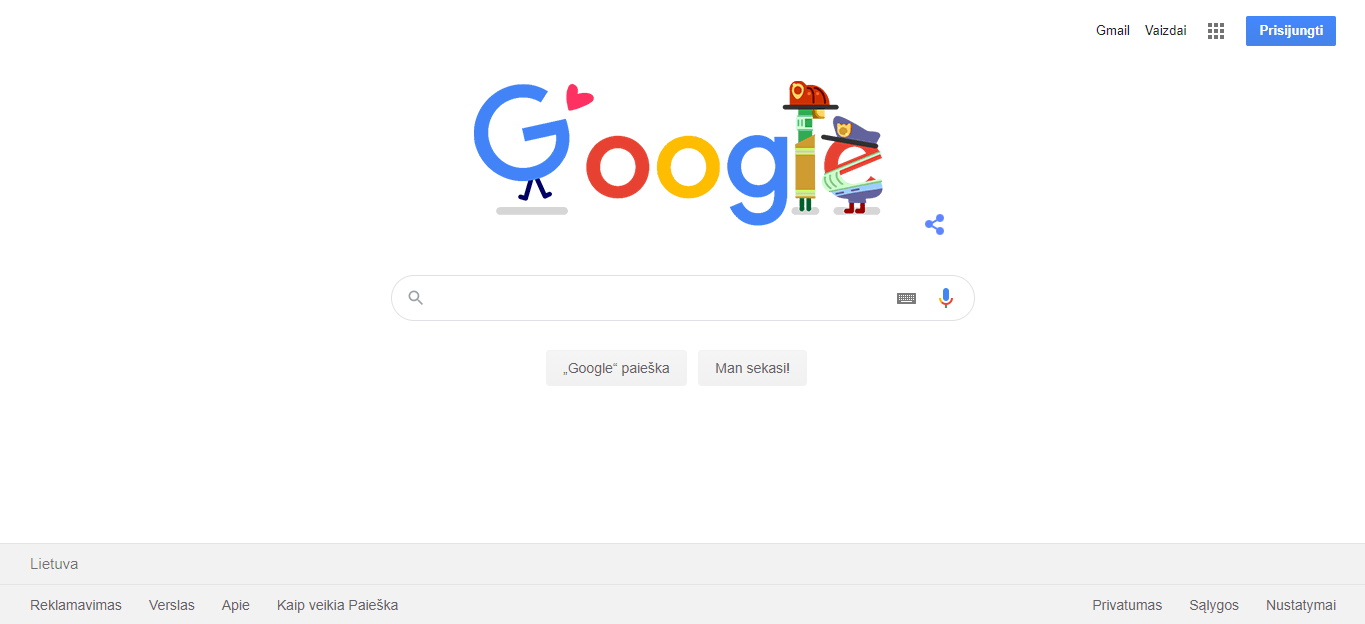 Gmail Vaizdai Prisijungti
Google
„Google“ paieška Man sekasi!
Lietuva
Reklamavimas Verslas Apie Kaip veikia Paieška Privatumas Sąlygos Nustatymai